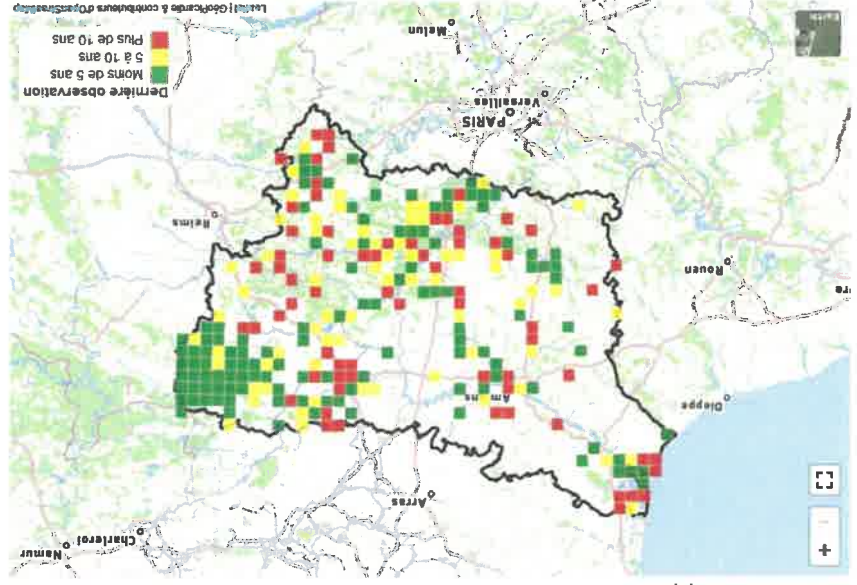 Namur
Charleroi
Arras
Dieppe
Amiens
Rouen
Reims
PARIS
Versailles
Melun
Dernière observation
Moins de 5 ans
5 à 10 ans
Plus de 10 ans
Leaflet | GéoPicardie & contributeurs d'OpenStreetMap
+